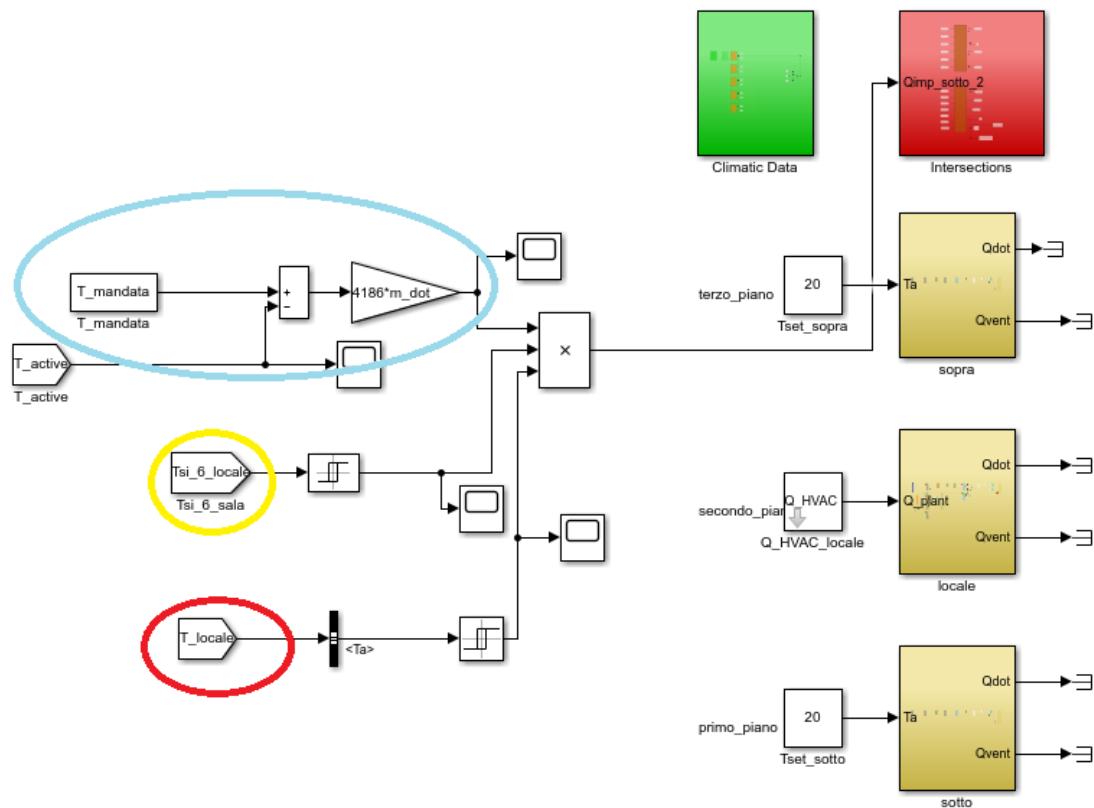 Climatic Data
Qimp_sotto_2
Intersections
T_mandata
T_mandata
+
−
4186*m_dot
T_active
T_active
×
terzo_piano
20
Tset_sopra
Ta
Qdot
Qvent
sopra
Tsi_6_locale
Tsi_6_sala
secondo_pian
Q_HVAC
Q_HVAC_locale
Q_plant
Qdot
Qvent
locale
T_locale
<Ta>
primo_piano
20
Tset_sotto
Ta
Qdot
Qvent
sotto